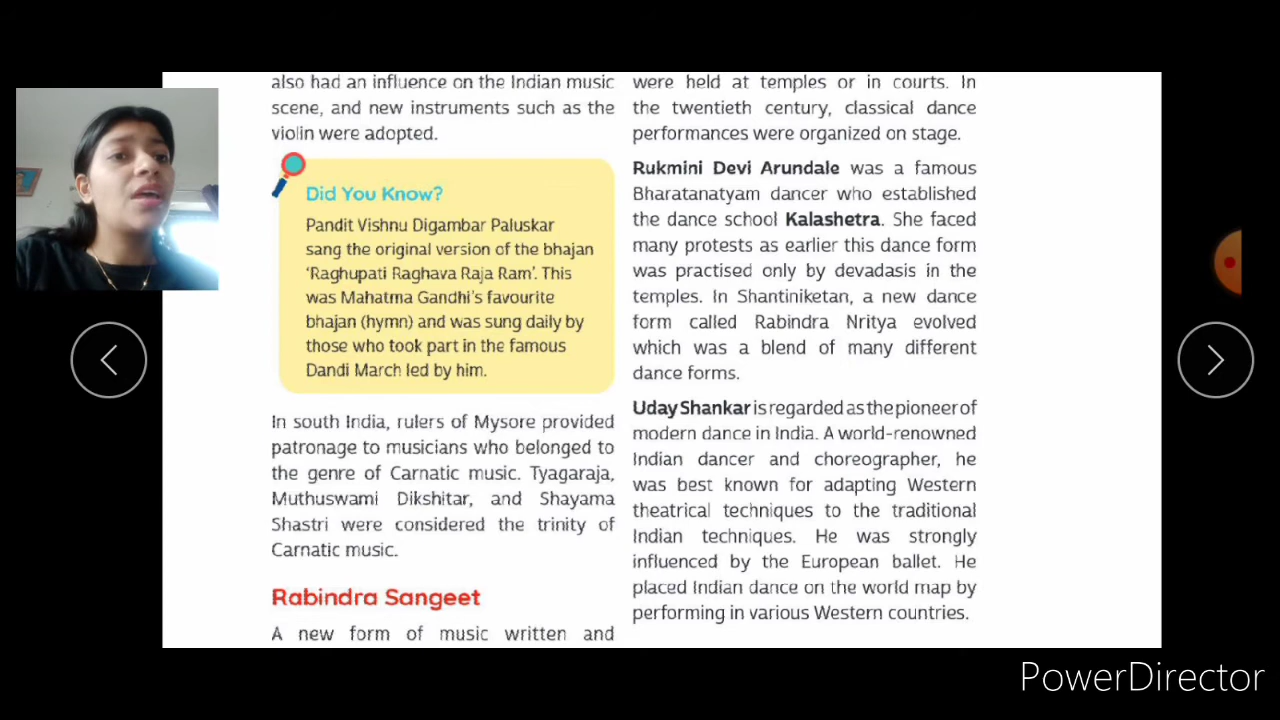 also had an influence on the Indian music
scene, and new instruments such as the
violin were adopted.
Did You Know?
Pandit Vishnu Digambar Paluskar
sang the original version of the bhajan
‘Raghupati Raghava Raja Ram’. This
was Mahatma Gandhi's favourite
bhajan (hymn) and was sung daily by
those who took part in the famous
Dandi March led by him.
In south India, rulers of Mysore provided
patronage to musicians who belonged to
the genre of Carnatic music. Tyagaraja,
Muthuswami Dikshitar, and Shayama
Shastri were considered the trinity of
Carnatic music.
Rabindra Sangeet
A new form of music written and
were held at temples or in courts. In
the twentieth century, classical dance
performances were organized on stage.
Rukmini Devi Arundale was a famous
Bharatanatyam dancer who established
the dance school Kalashetra. She faced
many protests as earlier this dance form
was practised only by devadasis in the
temples. In Shantiniketan, a new dance
form called Rabindra Nritya evolved
which was a blend of many different
dance forms.
Uday Shankar is regarded as the pioneer of
modern dance in India. A world-renowned
Indian dancer and choreographer, he
was best known for adapting Western
theatrical techniques to the traditional
Indian techniques. He was strongly
influenced by the European ballet. He
placed Indian dance on the world map by
performing in various Western countries.
PowerDirector